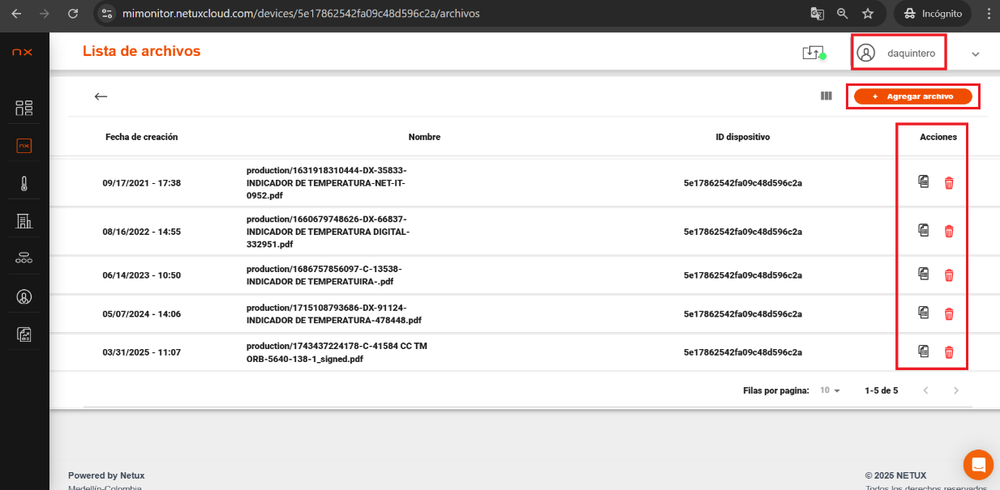 mimonitor.netuxcloud.com/devices/5e17862542fa09c48d596c2a/archivos
Incógnito
nx
Lista de archivos
daquintero
+ Agregar archivo
Fecha de creación Nombre ID dispositivo Acciones
nx
production/1631918310444-DX-35833-
09/17/2021 - 17:38 INDICADOR DE TEMPERATURA-NET-IT- 5e17862542fa09c48d596c2a
0952.pdf
production/1660679748626-DX-66837-
08/16/2022 - 14:55 INDICADOR DE TEMPERATURA DIGITAL- 5e17862542fa09c48d596c2a
332951.pdf
production/1686757856097-C-13538-
06/14/2023 - 10:50 5e17862542fa09c48d596c2a
INDICADOR DE TEMPERATUIRA-.pdf
production/1715108793686-DX-91124-
05/07/2024 - 14:06 5e17862542fa09c48d596c2a
INDICADOR DE TEMPERATURA-478448.pdf
production/1743437224178-C-41584 CC TM
03/31/2025 - 11:07 5e17862542fa09c48d596c2a
ORB-5640-138-1_signed.pdf
Filas por pagina: 10 1-5 de 5
Powered by Netux © 2025 NETUX
Medellín-Colombia Todos los derechos reservados